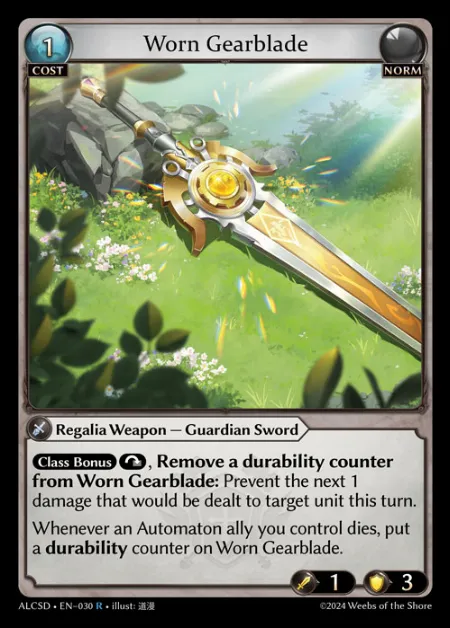 1
Worn Gearblade
COST
NORM
Regalia Weapon — Guardian Sword
Class Bonus , Remove a durability counter
from Worn Gearblade: Prevent the next 1
damage that would be dealt to target unit this turn.
Whenever an Automaton ally you control dies, put
a durability counter on Worn Gearblade.
1
3
ALCSD • EN-030 R • illust: 道漫
©2024 Weebs of the Shore